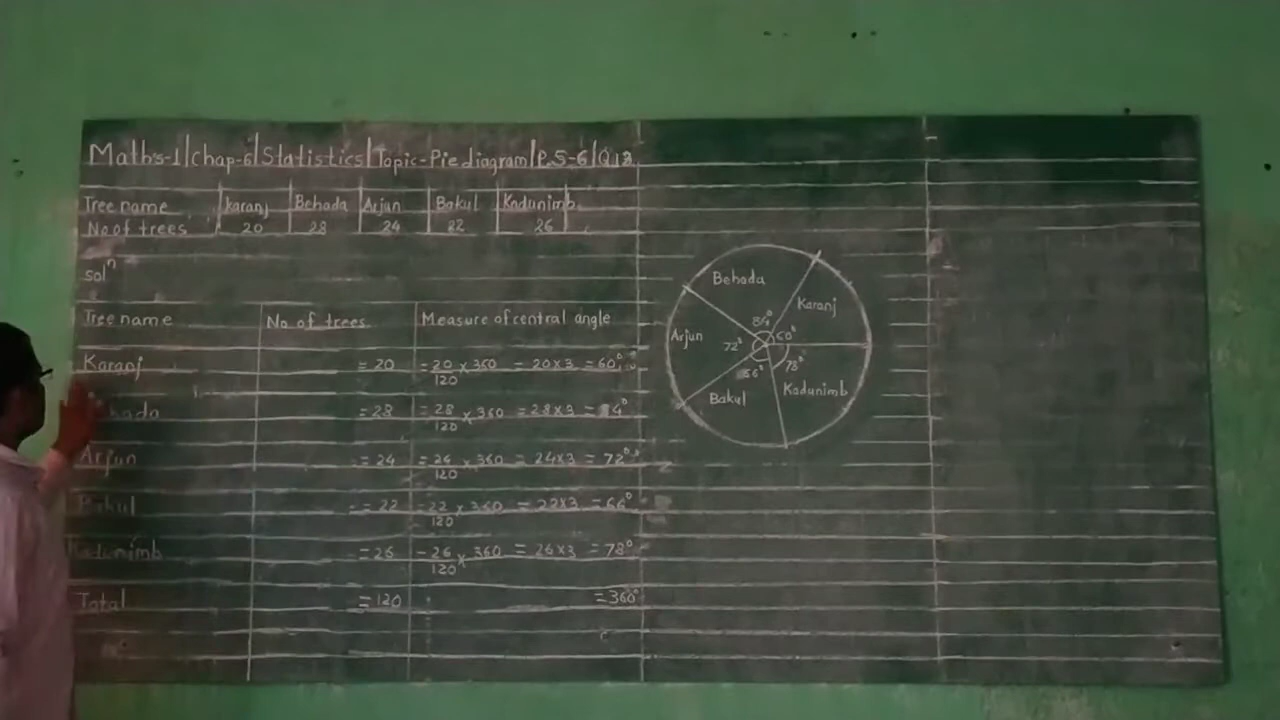 Maths-1|chap-6|Statistics|Topic-Pie diagram|P.S-6|Q.13.
Tree name Karanj Behada Arjun Bakul Kadunimb
No of trees 20 28 24 22 26
solⁿ
Tree name No of trees Measure of central angle
Karanj = 20 = 20/120 x 360 = 20x3 = 60°
= 28 = 28/120 x 360 = 28x3 = 84°
Arjun = 24 = 24/120 x 360 = 24x3 = 72°
Bakul = 22 = 22/120 x 360 = 22x3 = 66°
Kadunimb = 26 = 26/120 x 360 = 26x3 = 78°
Total = 120 = 360°
Behada
Karanj
Arjun
84°
60°
72°
78°
66°
Bakul
Kadunimb